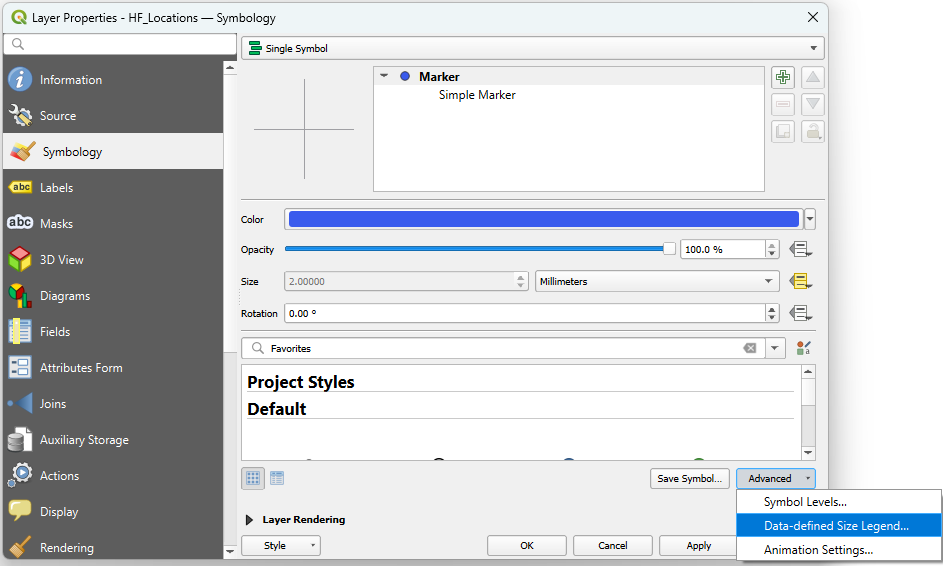 Layer Properties - HF_Locations — Symbology
Single Symbol
Information
Source
Symbology
abc Labels
abc Masks
3D View
Diagrams
Fields
Attributes Form
Joins
Auxiliary Storage
Actions
Display
Rendering
Marker
Simple Marker
Color
Opacity
100.0 %
Size
2.00000
Millimeters
Rotation
0.00 °
Favorites
a
Project Styles
Default
Save Symbol...
Advanced
Symbol Levels...
Data-defined Size Legend...
Animation Settings...
Layer Rendering
Style
OK
Cancel
Apply